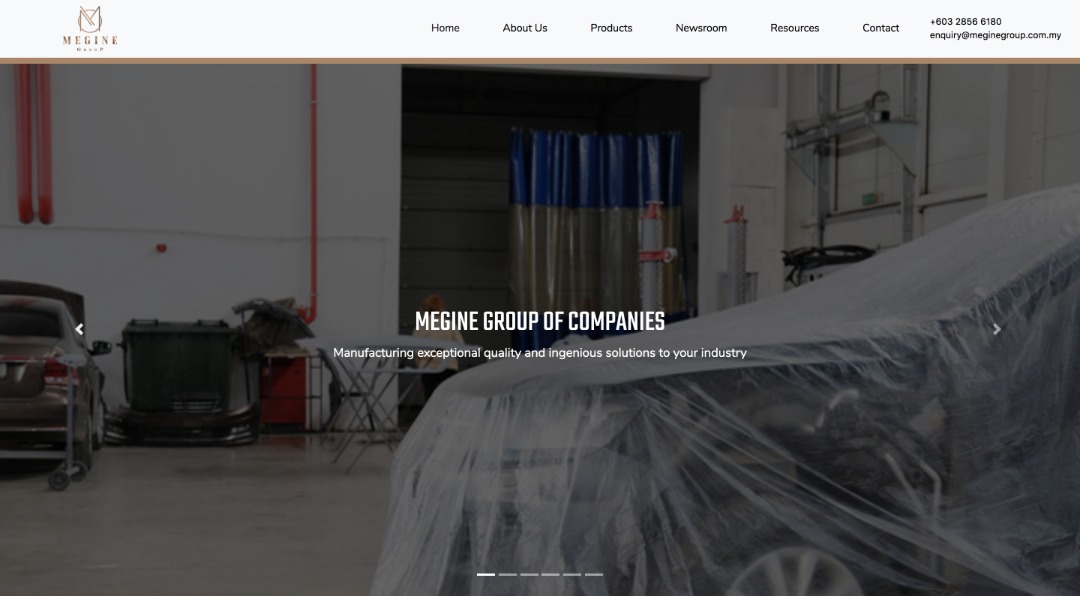 MEGINE
GROUP
Home
About Us
Products
Newsroom
Resources
Contact
+603 2856 6180
enquiry@meginegroup.com.my
MEGINE GROUP OF COMPANIES
Manufacturing exceptional quality and ingenious solutions to your industry